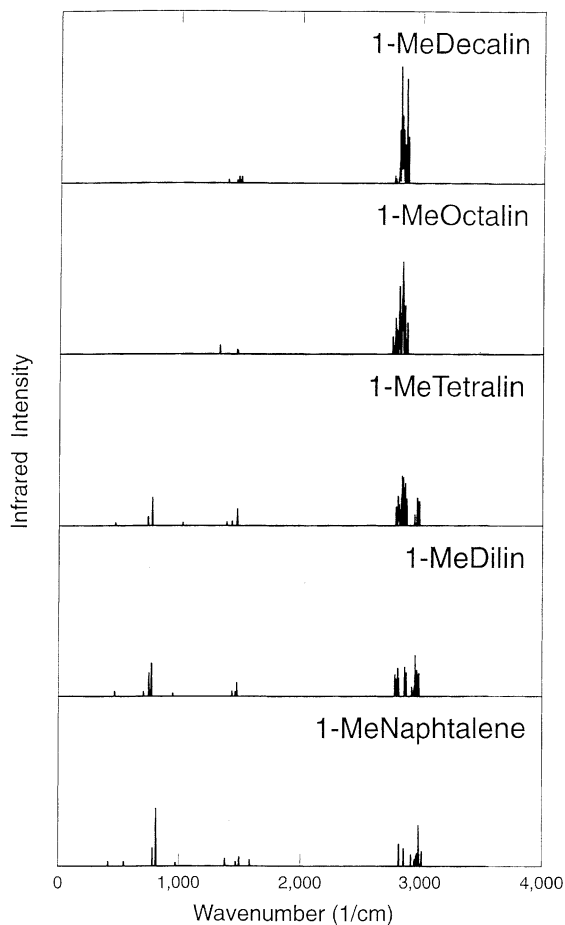 1-MeDecalin
1-MeOctalin
1-MeTetralin
1-MeDilin
1-MeNaphtalene
Infrared Intensity
0 1,000 2,000 3,000 4,000
Wavenumber (1/cm)